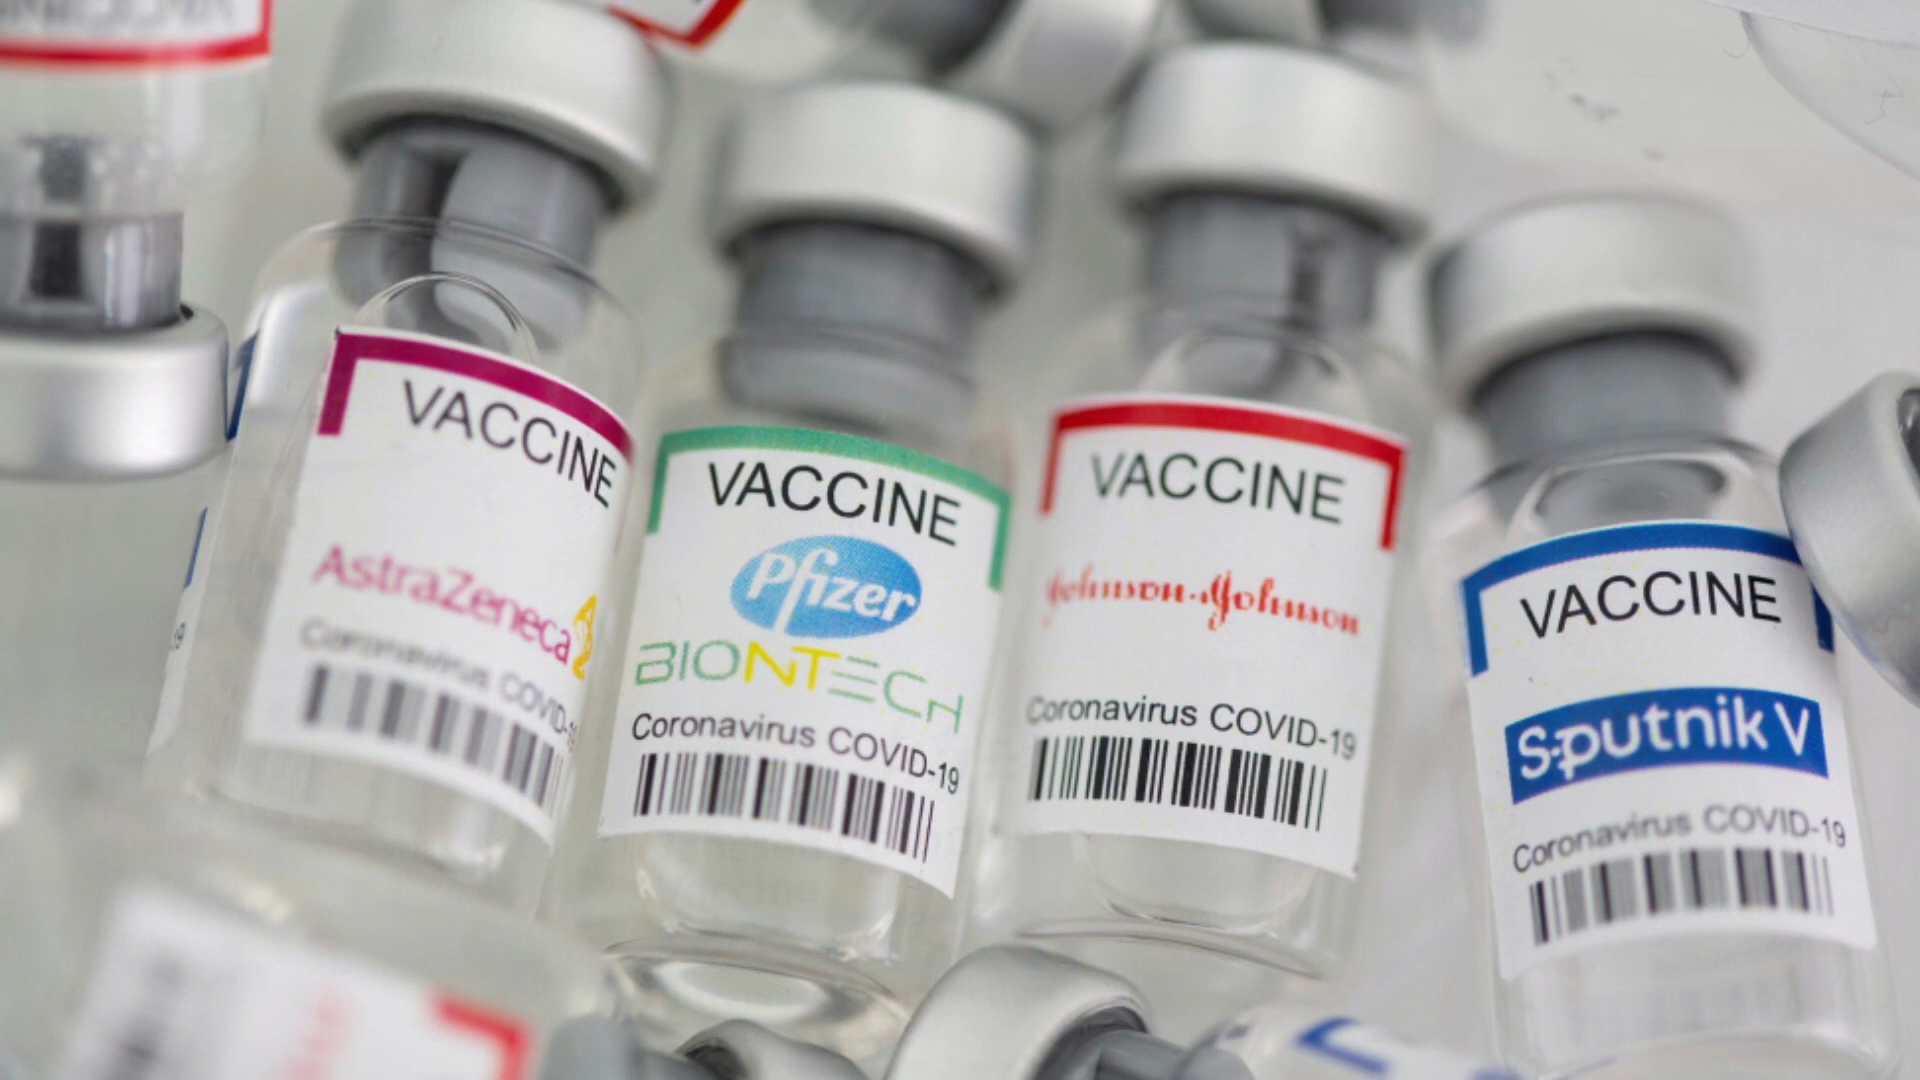 VACCINE
AstraZeneca
Coronavirus COVID-19
VACCINE
Pfizer
BIONTECH
Coronavirus COVID-19
VACCINE
Johnson&Johnson
Coronavirus COVID-19
VACCINE
Sputnik V
Coronavirus COVID-19